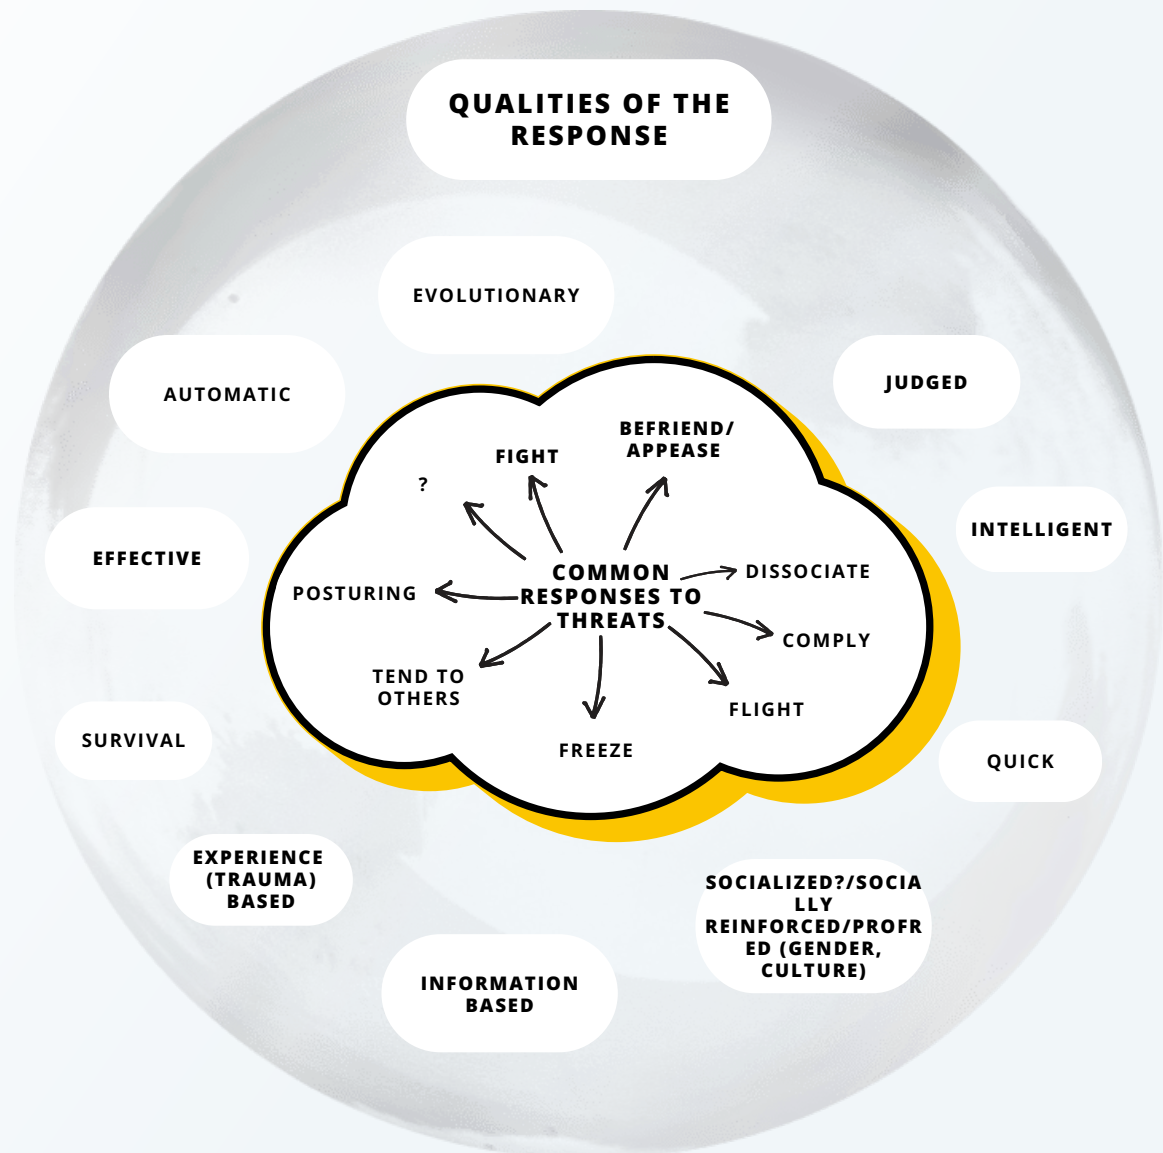 QUALITIES OF THE
RESPONSE
EVOLUTIONARY
AUTOMATIC
JUDGED
EFFECTIVE
INTELLIGENT
BEFRIEND/
APPEASE
FIGHT
?
COMMON
RESPONSES TO
THREATS
DISSOCIATE
POSTURING
COMPLY
TEND TO
OTHERS
FLIGHT
FREEZE
SURVIVAL
QUICK
EXPERIENCE
(TRAUMA)
BASED
SOCIALIZED?/SOCIA
LLY
REINFORCED/PROFR
ED (GENDER,
CULTURE)
INFORMATION
BASED